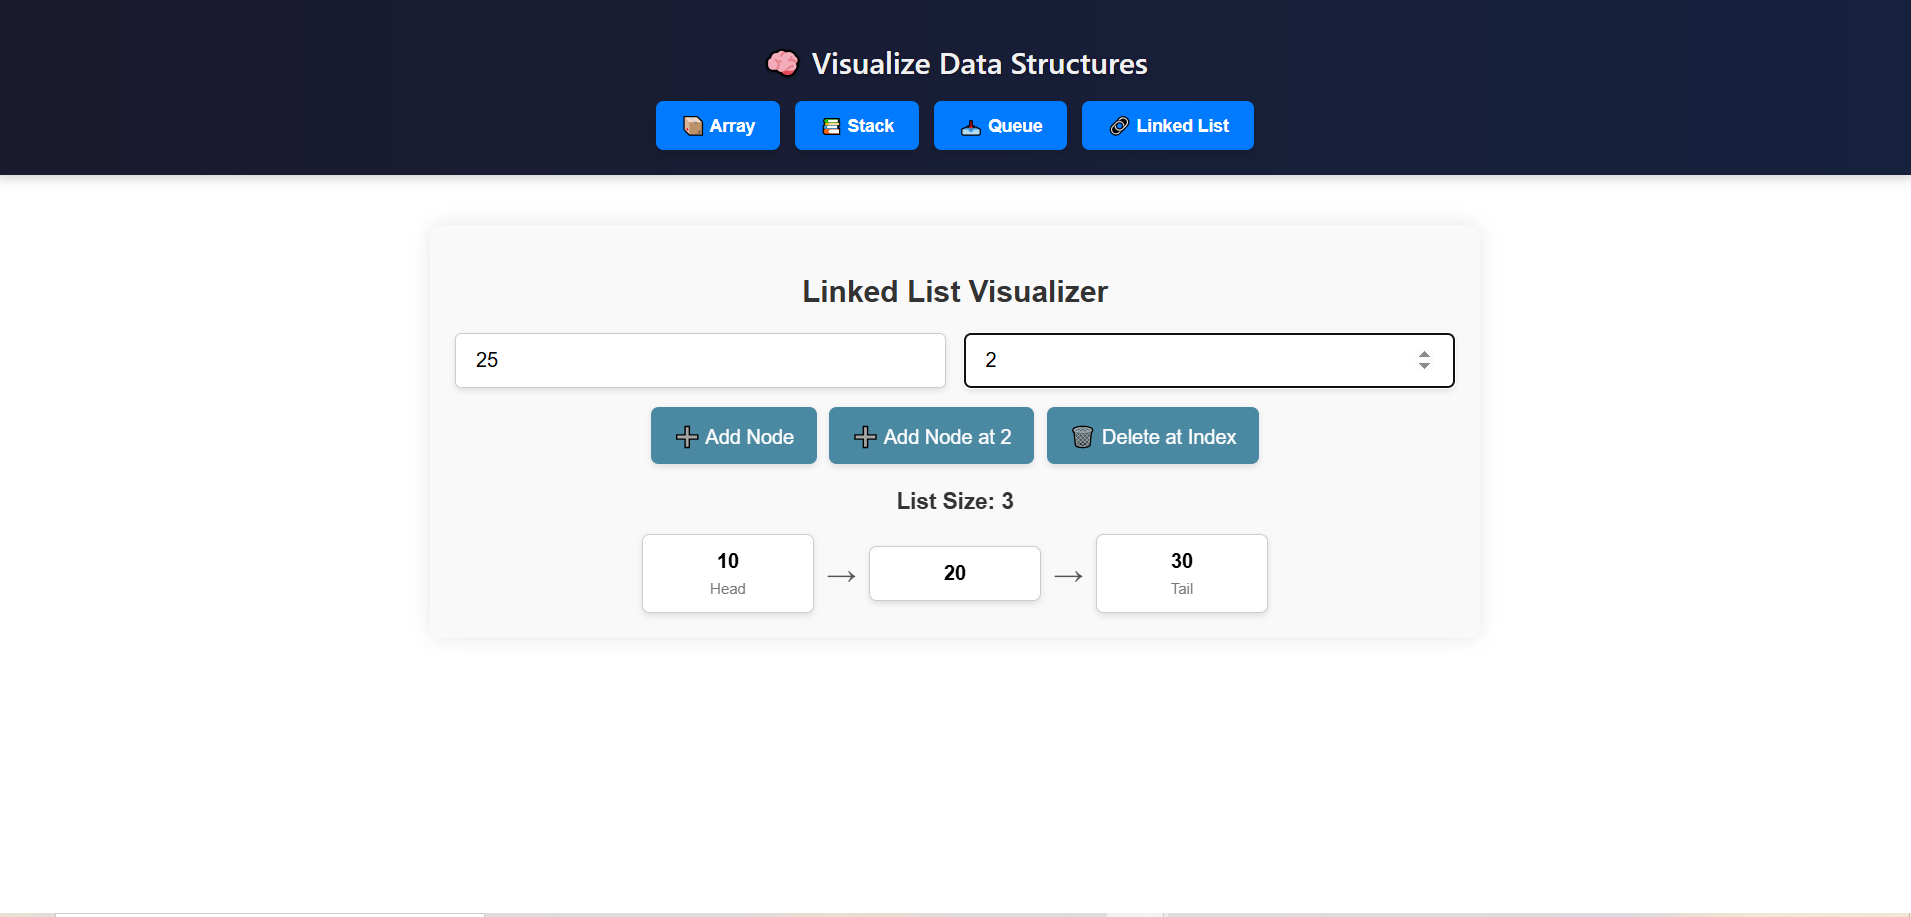 🧠 Visualize Data Structures
📦 Array 📚 Stack 📥 Queue 🔗 Linked List
Linked List Visualizer
25 2
➕ Add Node ➕ Add Node at 2 🗑️ Delete at Index
List Size: 3
10 → 20 → 30
Head Tail